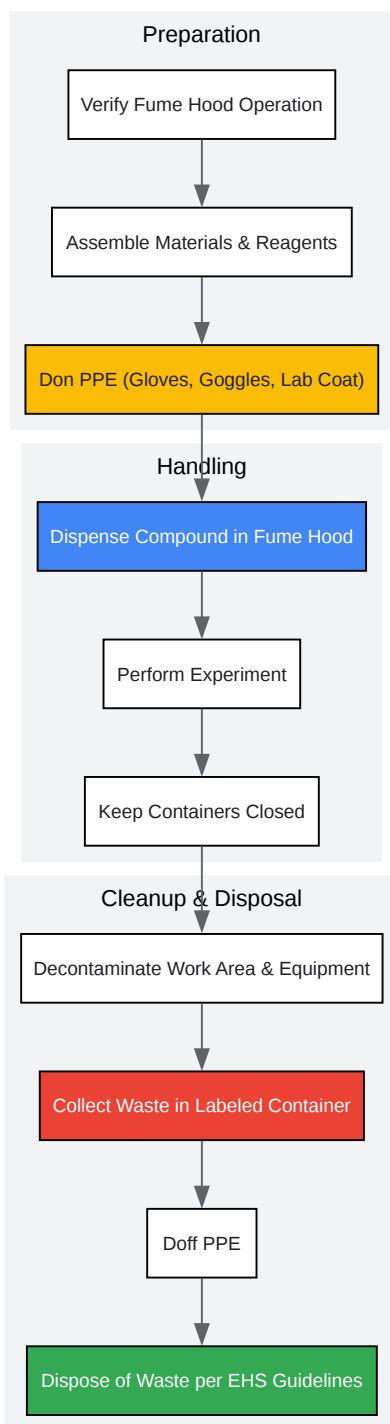 Preparation
Verify Fume Hood Operation
Assemble Materials & Reagents
Don PPE (Gloves, Goggles, Lab Coat)
Handling
Dispense Compound in Fume Hood
Perform Experiment
Keep Containers Closed
Cleanup & Disposal
Decontaminate Work Area & Equipment
Collect Waste in Labeled Container
Doff PPE
Dispose of Waste per EHS Guidelines